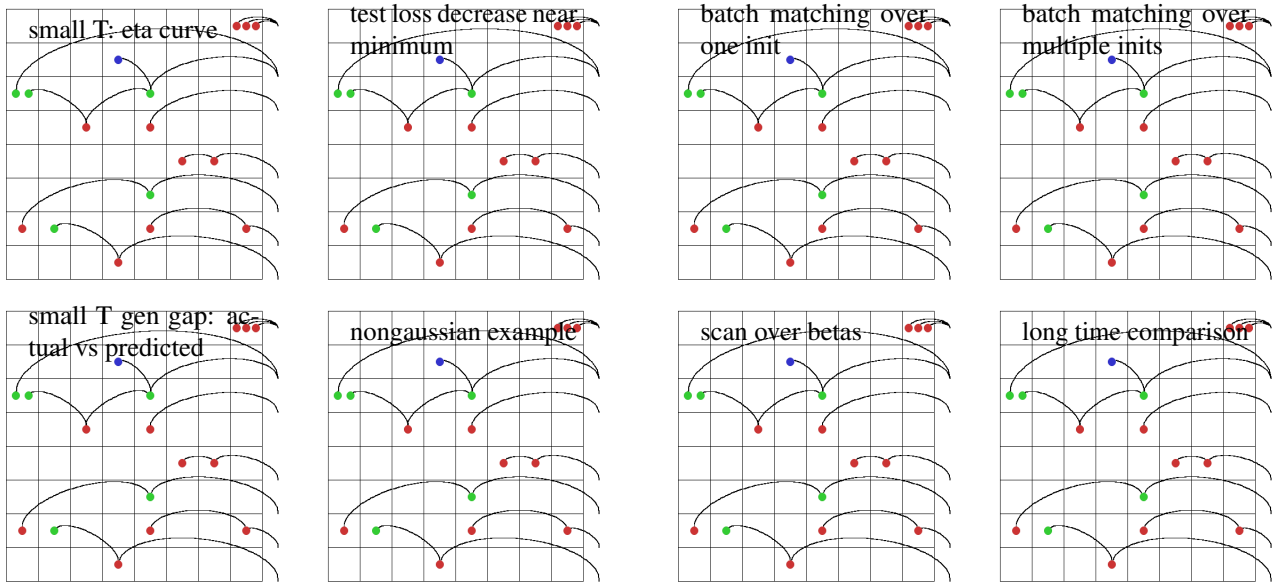 small T: eta curve
test loss decrease near
minimum
batch matching over
one init
batch matching over
multiple inits
small T gen gap: ac-
tual vs predicted
nongaussian example
scan over betas
long time comparison